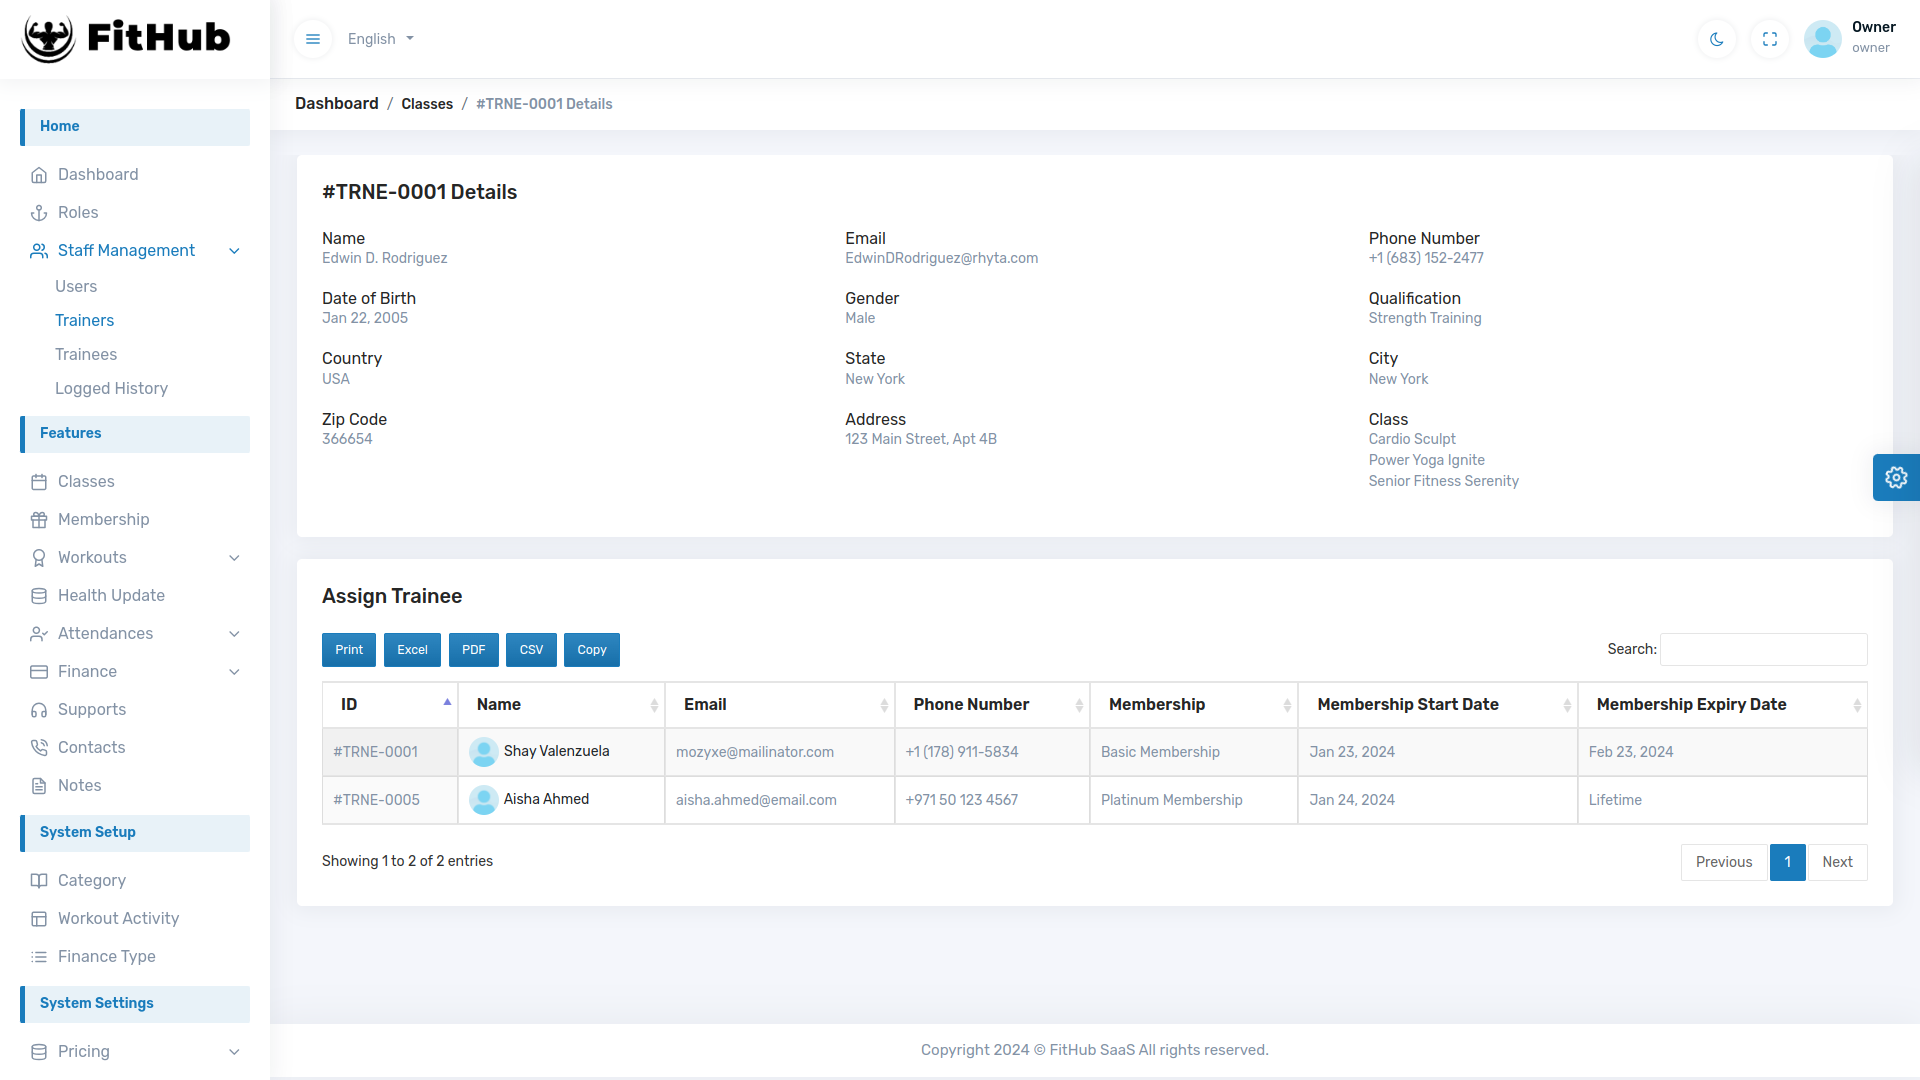 FitHub
English
Owner
owner
Dashboard / Classes / #TRNE-0001 Details
Home
Dashboard
Roles
Staff Management
Users
Trainers
Trainees
Logged History
Features
Classes
Membership
Workouts
Health Update
Attendances
Finance
Supports
Contacts
Notes
System Setup
Category
Workout Activity
Finance Type
System Settings
Pricing
#TRNE-0001 Details
Name
Edwin D. Rodriguez
Email
EdwinDRodriguez@rhyta.com
Phone Number
+1 (683) 152-2477
Date of Birth
Jan 22, 2005
Gender
Male
Qualification
Strength Training
Country
USA
State
New York
City
New York
Zip Code
366654
Address
123 Main Street, Apt 4B
Class
Cardio Sculpt
Power Yoga Ignite
Senior Fitness Serenity
Assign Trainee
Print Excel PDF CSV Copy
Search:
ID Name Email Phone Number Membership Membership Start Date Membership Expiry Date
#TRNE-0001 Shay Valenzuela mozyxe@mailinator.com +1 (178) 911-5834 Basic Membership Jan 23, 2024 Feb 23, 2024
#TRNE-0005 Aisha Ahmed aisha.ahmed@email.com +971 50 123 4567 Platinum Membership Jan 24, 2024 Lifetime
Showing 1 to 2 of 2 entries
Previous 1 Next
Copyright 2024 © FitHub SaaS All rights reserved.